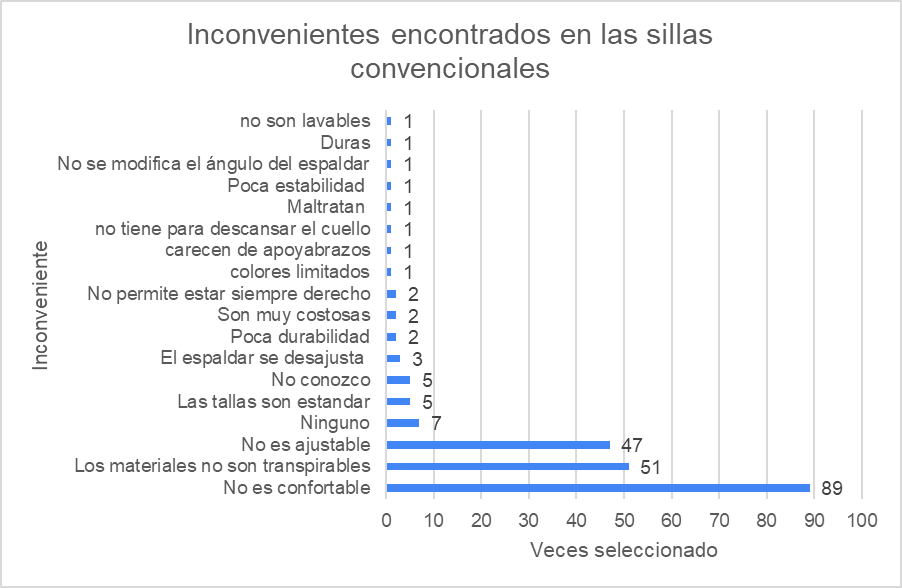 Inconvenientes encontrados en las sillas
convencionales
Inconveniente
no son lavables 1
Duras 1
No se modifica el ángulo del espaldar 1
Poca estabilidad 1
Maltratan 1
no tiene para descansar el cuello 1
carecen de apoyabrazos 1
colores limitados 1
No permite estar siempre derecho 2
Son muy costosas 2
Poca durabilidad 2
El espaldar se desajusta 3
No conozco 5
Las tallas son estandar 5
Ninguno 7
No es ajustable 47
Los materiales no son transpirables 51
No es confortable 89
0 10 20 30 40 50 60 70 80 90 100
Veces seleccionado